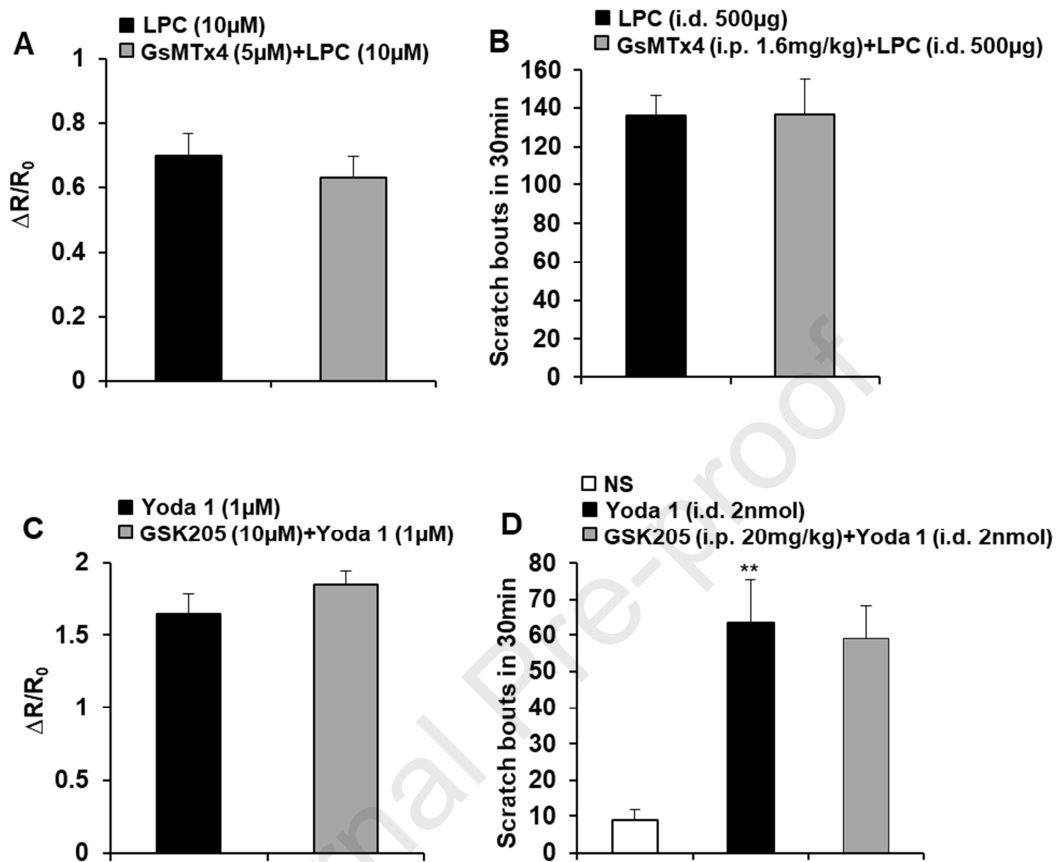 A
LPC (10µM)
GsMTx4 (5µM)+LPC (10µM)
1
0.8
0.6
0.4
0.2
0
ΔR/R0
B
LPC (i.d. 500µg)
GsMTx4 (i.p. 1.6mg/kg)+LPC (i.d. 500µg)
160
140
120
100
80
60
40
20
0
Scratch bouts in 30min
C
Yoda 1 (1µM)
GSK205 (10µM)+Yoda 1 (1µM)
2
1.5
1
0.5
0
ΔR/R0
D
NS
Yoda 1 (i.d. 2nmol)
GSK205 (i.p. 20mg/kg)+Yoda 1 (i.d. 2nmol)
80
70
60
50
40
30
20
10
0
**
Scratch bouts in 30min
rnal Pre-proof